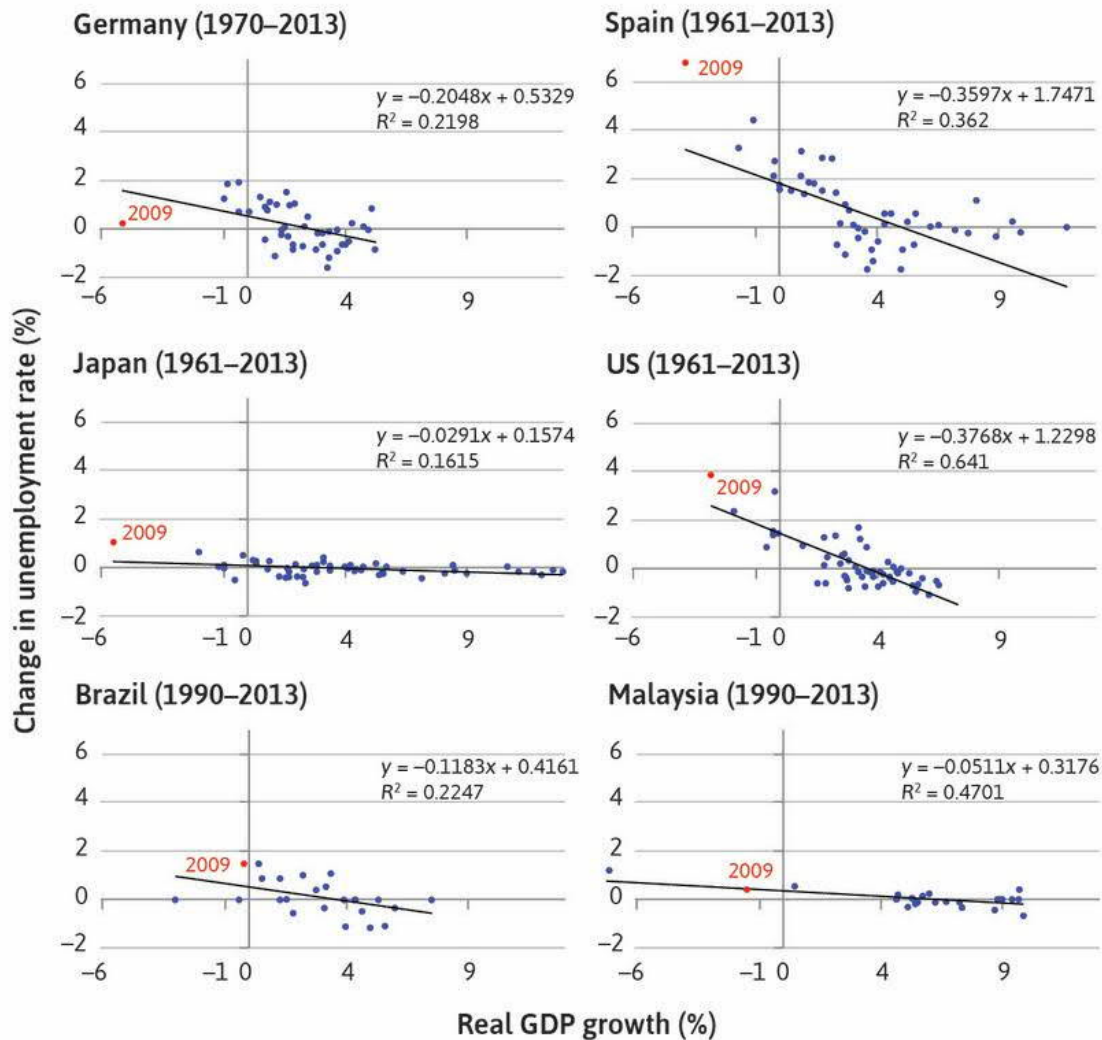 Change in unemployment rate (%)
Germany (1970–2013)
6
4
2
0
−2
y = −0.2048x + 0.5329
R² = 0.2198
2009
−6 −1 0 4 9
Spain (1961–2013)
6
4
2
0
−2
2009
y = −0.3597x + 1.7471
R² = 0.362
−6 −1 0 4 9
Japan (1961–2013)
6
4
2
0
−2
y = −0.0291x + 0.1574
R² = 0.1615
2009
−6 −1 0 4 9
US (1961–2013)
6
4
2
0
−2
y = −0.3768x + 1.2298
R² = 0.641
2009
−6 −1 0 4 9
Brazil (1990–2013)
6
4
2
0
−2
y = −0.1183x + 0.4161
R² = 0.2247
2009
−6 −1 0 4 9
Malaysia (1990–2013)
6
4
2
0
−2
y = −0.0511x + 0.3176
R² = 0.4701
2009
−6 −1 0 4 9
Real GDP growth (%)